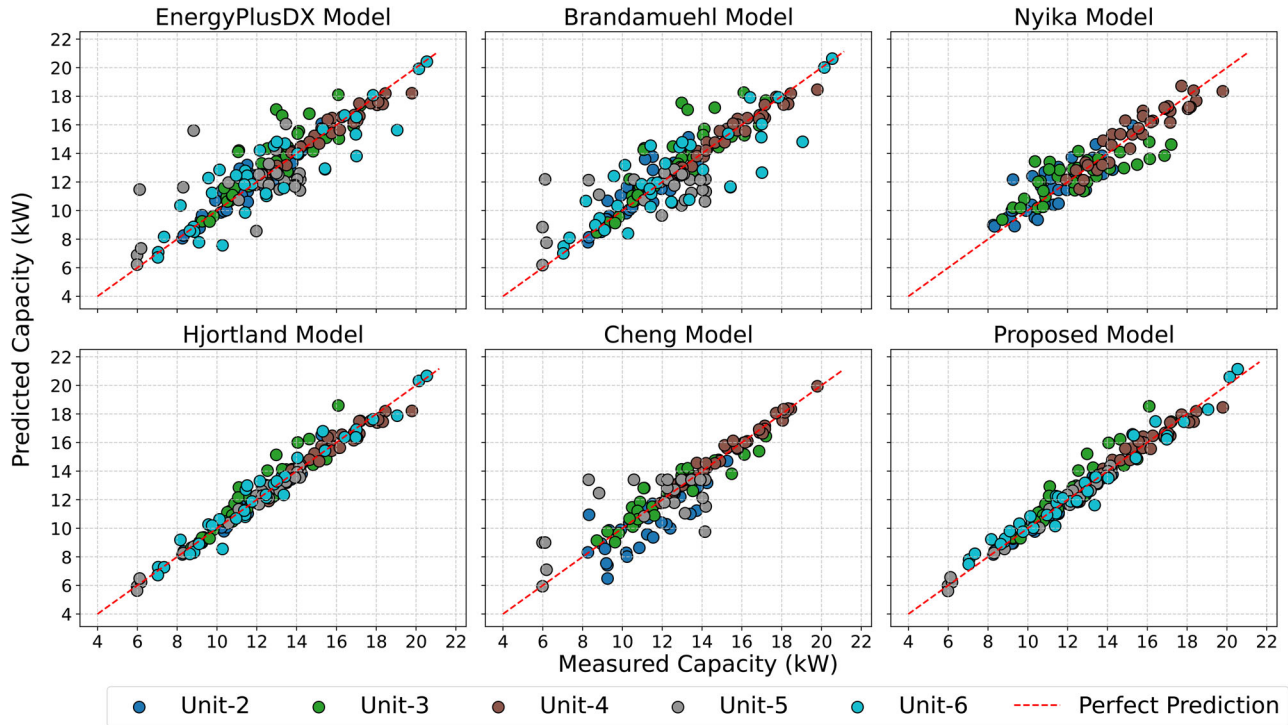 EnergyPlusDX Model
Brandamuehl Model
Nyika Model
22
20
18
16
14
12
10
8
6
4
Hjortland Model
Cheng Model
Proposed Model
22
20
18
16
14
12
10
8
6
4
Predicted Capacity (kW)
4 6 8 10 12 14 16 18 20 22
4 6 8 10 12 14 16 18 20 22
4 6 8 10 12 14 16 18 20 22
Measured Capacity (kW)
Unit-2 Unit-3 Unit-4 Unit-5 Unit-6 Perfect Prediction